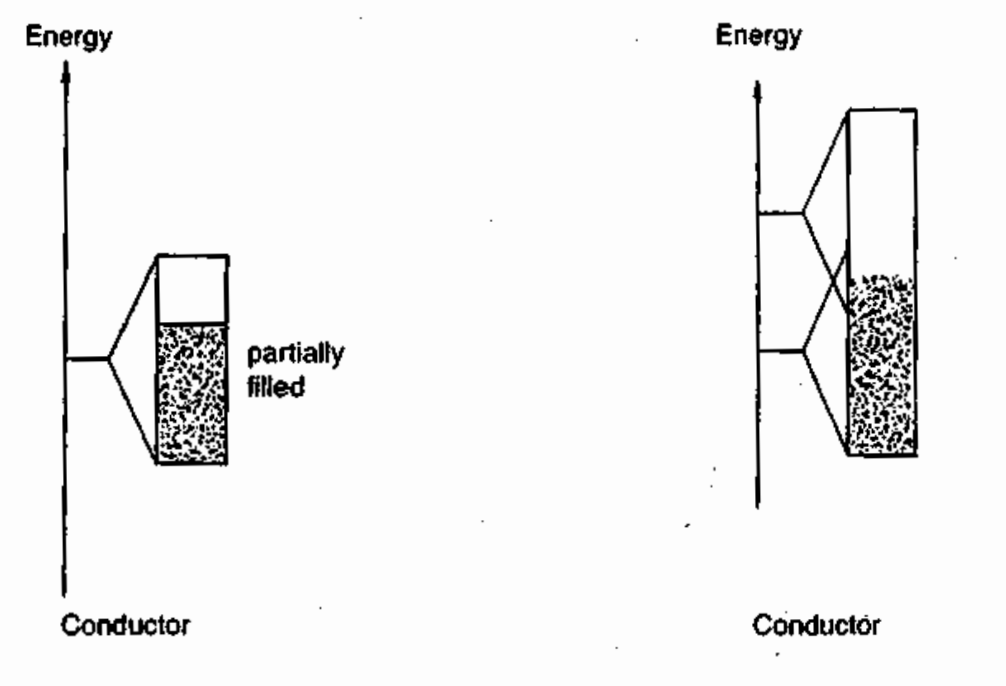 Energy
Energy
partially
filled
Conductor
Conductor